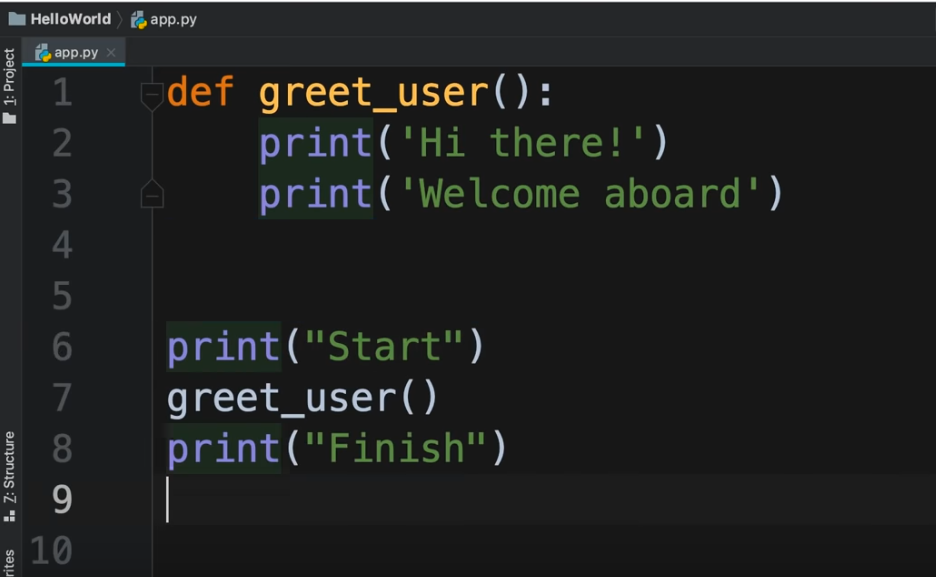 HelloWorld app.py
app.py
1: Project
1 def greet_user():
2     print('Hi there!')
3     print('Welcome aboard')
4
5
6 print("Start")
7 greet_user()
8 print("Finish")
9
10
Z: Structure
rites